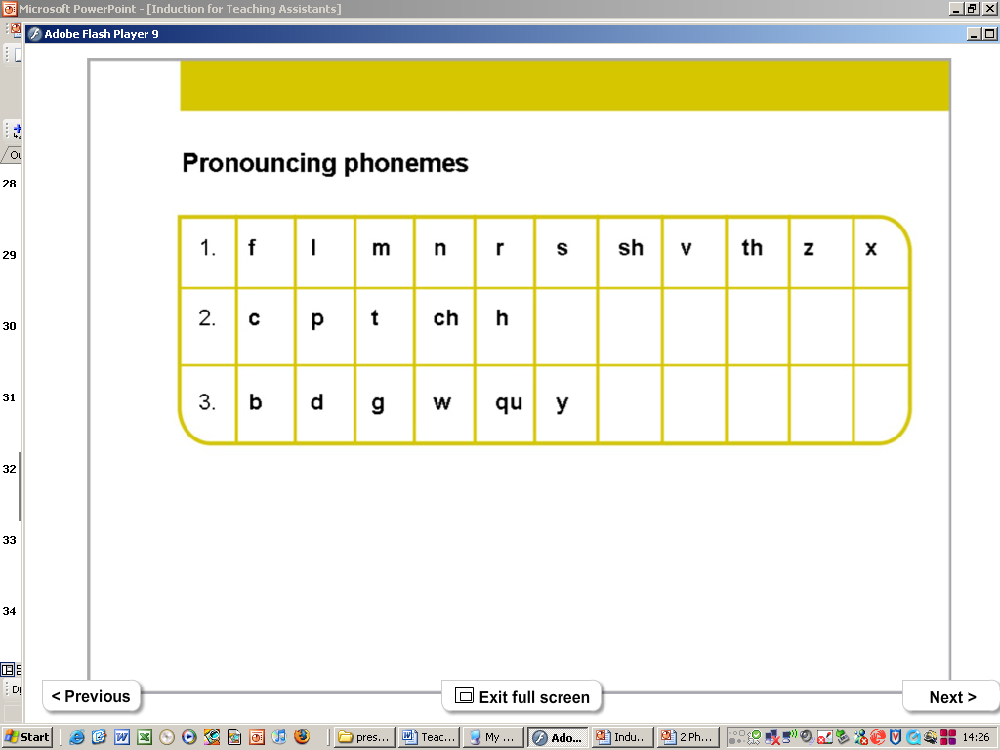 Microsoft PowerPoint - [Induction for Teaching Assistants]
Adobe Flash Player 9
Pronouncing phonemes
1. f l m n r s sh v th z x
2. c p t ch h
3. b d g w qu y
28
29
30
31
32
33
34
< Previous
Exit full screen
Next >
Start
pres...
Teac...
My ...
Ado...
Indu...
2 Ph...
14:26